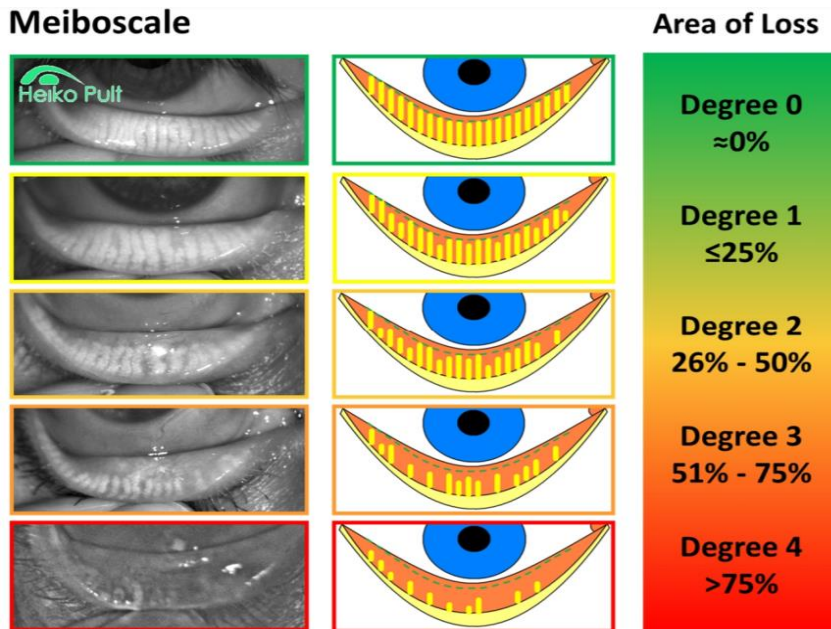 Meiboscale
Area of Loss
Heiko Pult
Degree 0
≈0%
Degree 1
≤25%
Degree 2
26% - 50%
Degree 3
51% - 75%
Degree 4
>75%